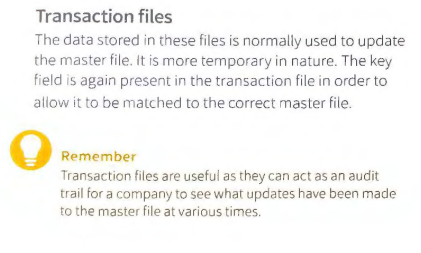 Transaction files
The data stored in these files is normally used to update
the master file. It is more temporary in nature. The key
field is again present in the transaction file in order to
allow it to be matched to the correct master file.
Remember
Transaction files are useful as they can act as an audit
trail for a company to see what updates have been made
to the master file at various times.